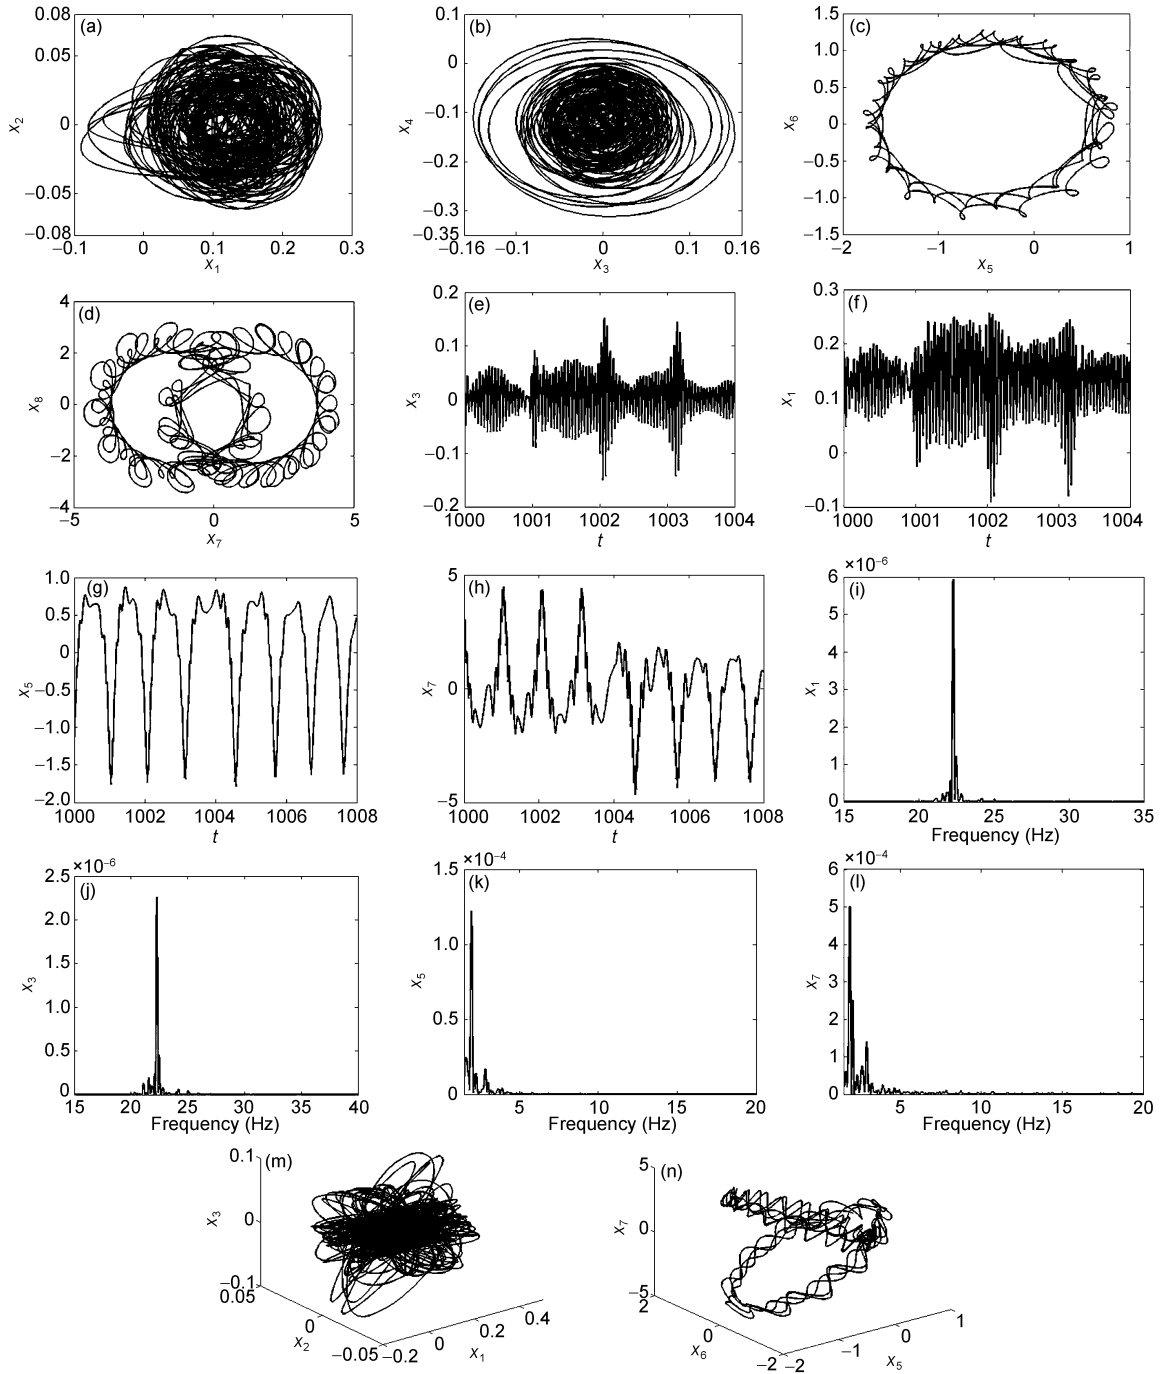 (a)
0.08
0.05
0
−0.05
−0.08
−0.1 0 0.1 0.2 0.3
x2
x1
(b)
0.1
0
−0.1
−0.2
−0.3
−0.35
−0.16 −0.1 0 0.1 0.16
x4
x3
(c)
1.5
1.0
0.5
0
−0.5
−1.0
−1.5
−2 −1 0 1
x6
x5
(d)
4
2
0
−2
−4
−5 0 5
x8
x7
(e)
0.2
0.1
0
−0.1
−0.2
1000 1001 1002 1003 1004
x3
t
(f)
0.3
0.2
0.1
0
−0.1
1000 1001 1002 1003 1004
x1
t
(g)
1.0
0.5
0
−0.5
−1.0
−1.5
−2.0
1000 1002 1004 1006 1008
x5
t
(h)
5
0
−5
1000 1002 1004 1006 1008
x7
t
×10−6
(i)
6
5
4
3
2
1
0
15 20 25 30 35
x1
Frequency (Hz)
×10−6
(j)
2.5
2.0
1.5
1.0
0.5
0
15 20 25 30 35 40
x3
Frequency (Hz)
×10−4
(k)
1.5
1.0
0.5
0
5 10 15 20
x5
Frequency (Hz)
×10−4
(l)
6
5
4
3
2
1
0
5 10 15 20
x7
Frequency (Hz)
(m)
0.1
0
−0.1
0.05
0
−0.05
−0.2
0
0.2
0.4
x3
x2
x1
(n)
5
0
−5
2
0
−2
−2
−1
0
1
x7
x6
x5